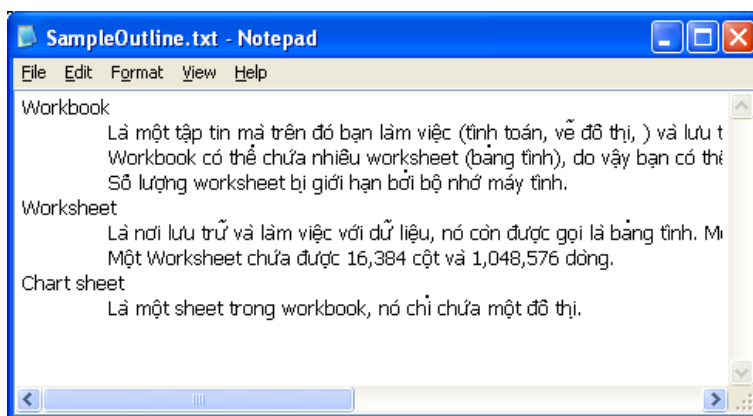 SampleOutline.txt - Notepad
File Edit Format View Help
Workbook
Là một tập tin mà trên đó bạn làm việc (tính toán, vẽ đồ thị, ) và lưu
Workbook có thể chứa nhiều worksheet (bảng tính), do vậy bạn có
Số lượng worksheet bị giới hạn bởi bộ nhớ máy tính.
Worksheet
Là nơi lưu trữ và làm việc với dữ liệu, nó còn được gọi là bảng tính.
Một Worksheet chứa được 16,384 cột và 1,048,576 dòng.
Chart sheet
Là một sheet trong workbook, nó chỉ chứa một đồ thị.